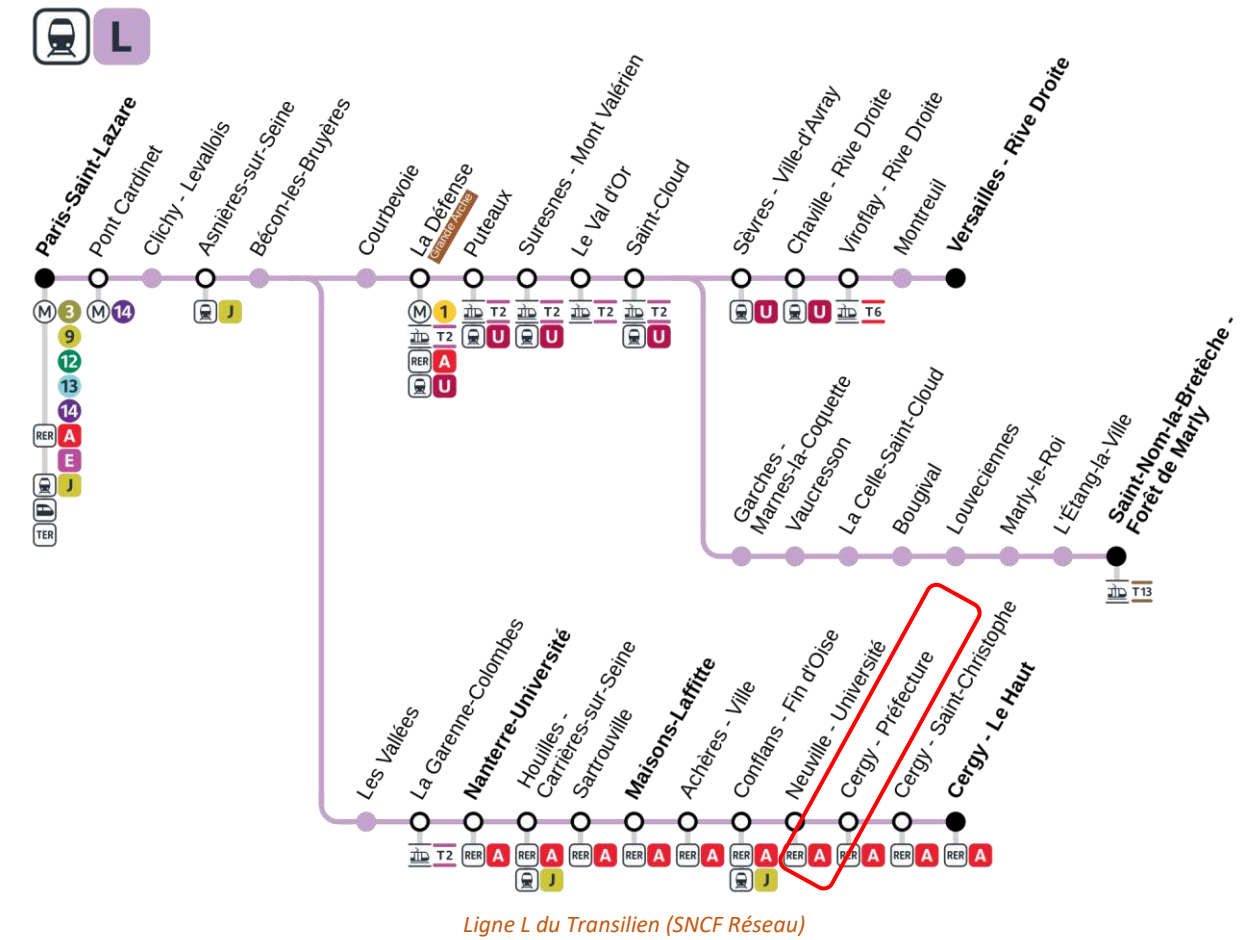 L
Paris-Saint-Lazare
Pont Cardinet
Clichy - Levallois
Asnières-sur-Seine
Bécon-les-Bruyères
Courbevoie
La Défense
Grande Arche
Puteaux
Suresnes - Mont Valérien
Le Val d'Or
Saint-Cloud
Sèvres - Ville-d'Avray
Chaville - Rive Droite
Viroflay - Rive Droite
Montreuil
Versailles - Rive Droite
M 3
9
12
13
14
RER A
E
J
TER
M 14
J
M 1
T2
RER A
U
T2
U
T2
U
T2
T2
U
U
U
T6
Garches -
Marnes-la-Coquette
Vaucresson
La Celle-Saint-Cloud
Bougival
Louveciennes
Marly-le-Roi
L'Étang-la-Ville
Saint-Nom-la-Bretèche -
Forêt de Marly
T13
Les Vallées
La Garenne-Colombes
Nanterre-Université
Houilles -
Carrières-sur-Seine
Sartrouville
Maisons-Laffitte
Achères - Ville
Conflans - Fin d'Oise
Neuville - Université
Cergy - Préfecture
Cergy - Saint-Christophe
Cergy - Le Haut
T2
RER A
RER A
J
RER A
RER A
RER A
RER A
J
RER A
RER A
RER A
RER A
Ligne L du Transilien (SNCF Réseau)